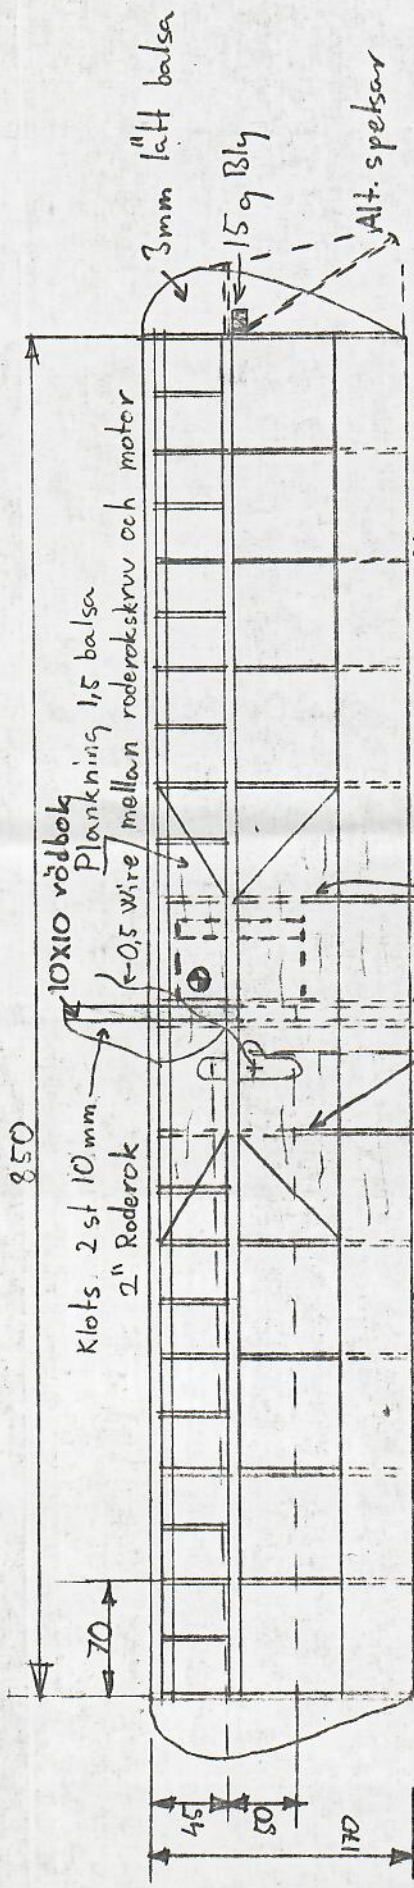 850
10X10 rödbok
Plankning 1,5 balsa
0,5 Wire mellan roderokskruv och motor
Klots 2 st 10 mm
2" Roderok
3mm lätt balsa
15 g Bly
Alt. spetsar
70
45
50
170